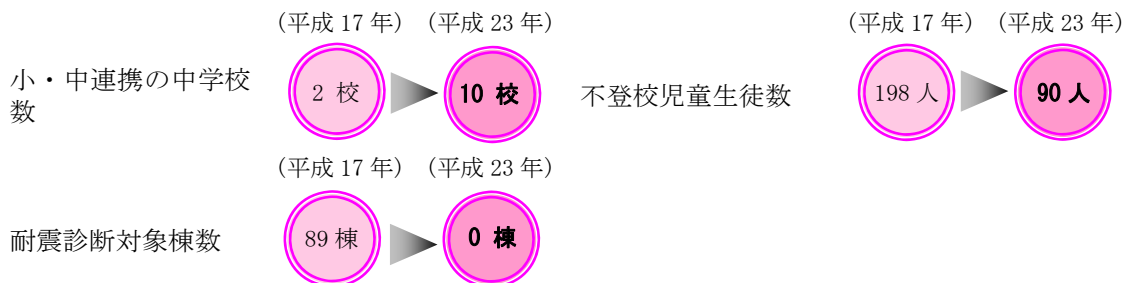 (平成 17 年) (平成 23 年)
小・中連携の中学校数
2 校
10 校
(平成 17 年) (平成 23 年)
不登校児童生徒数
198 人
90 人
(平成 17 年) (平成 23 年)
耐震診断対象棟数
89 棟
0 棟